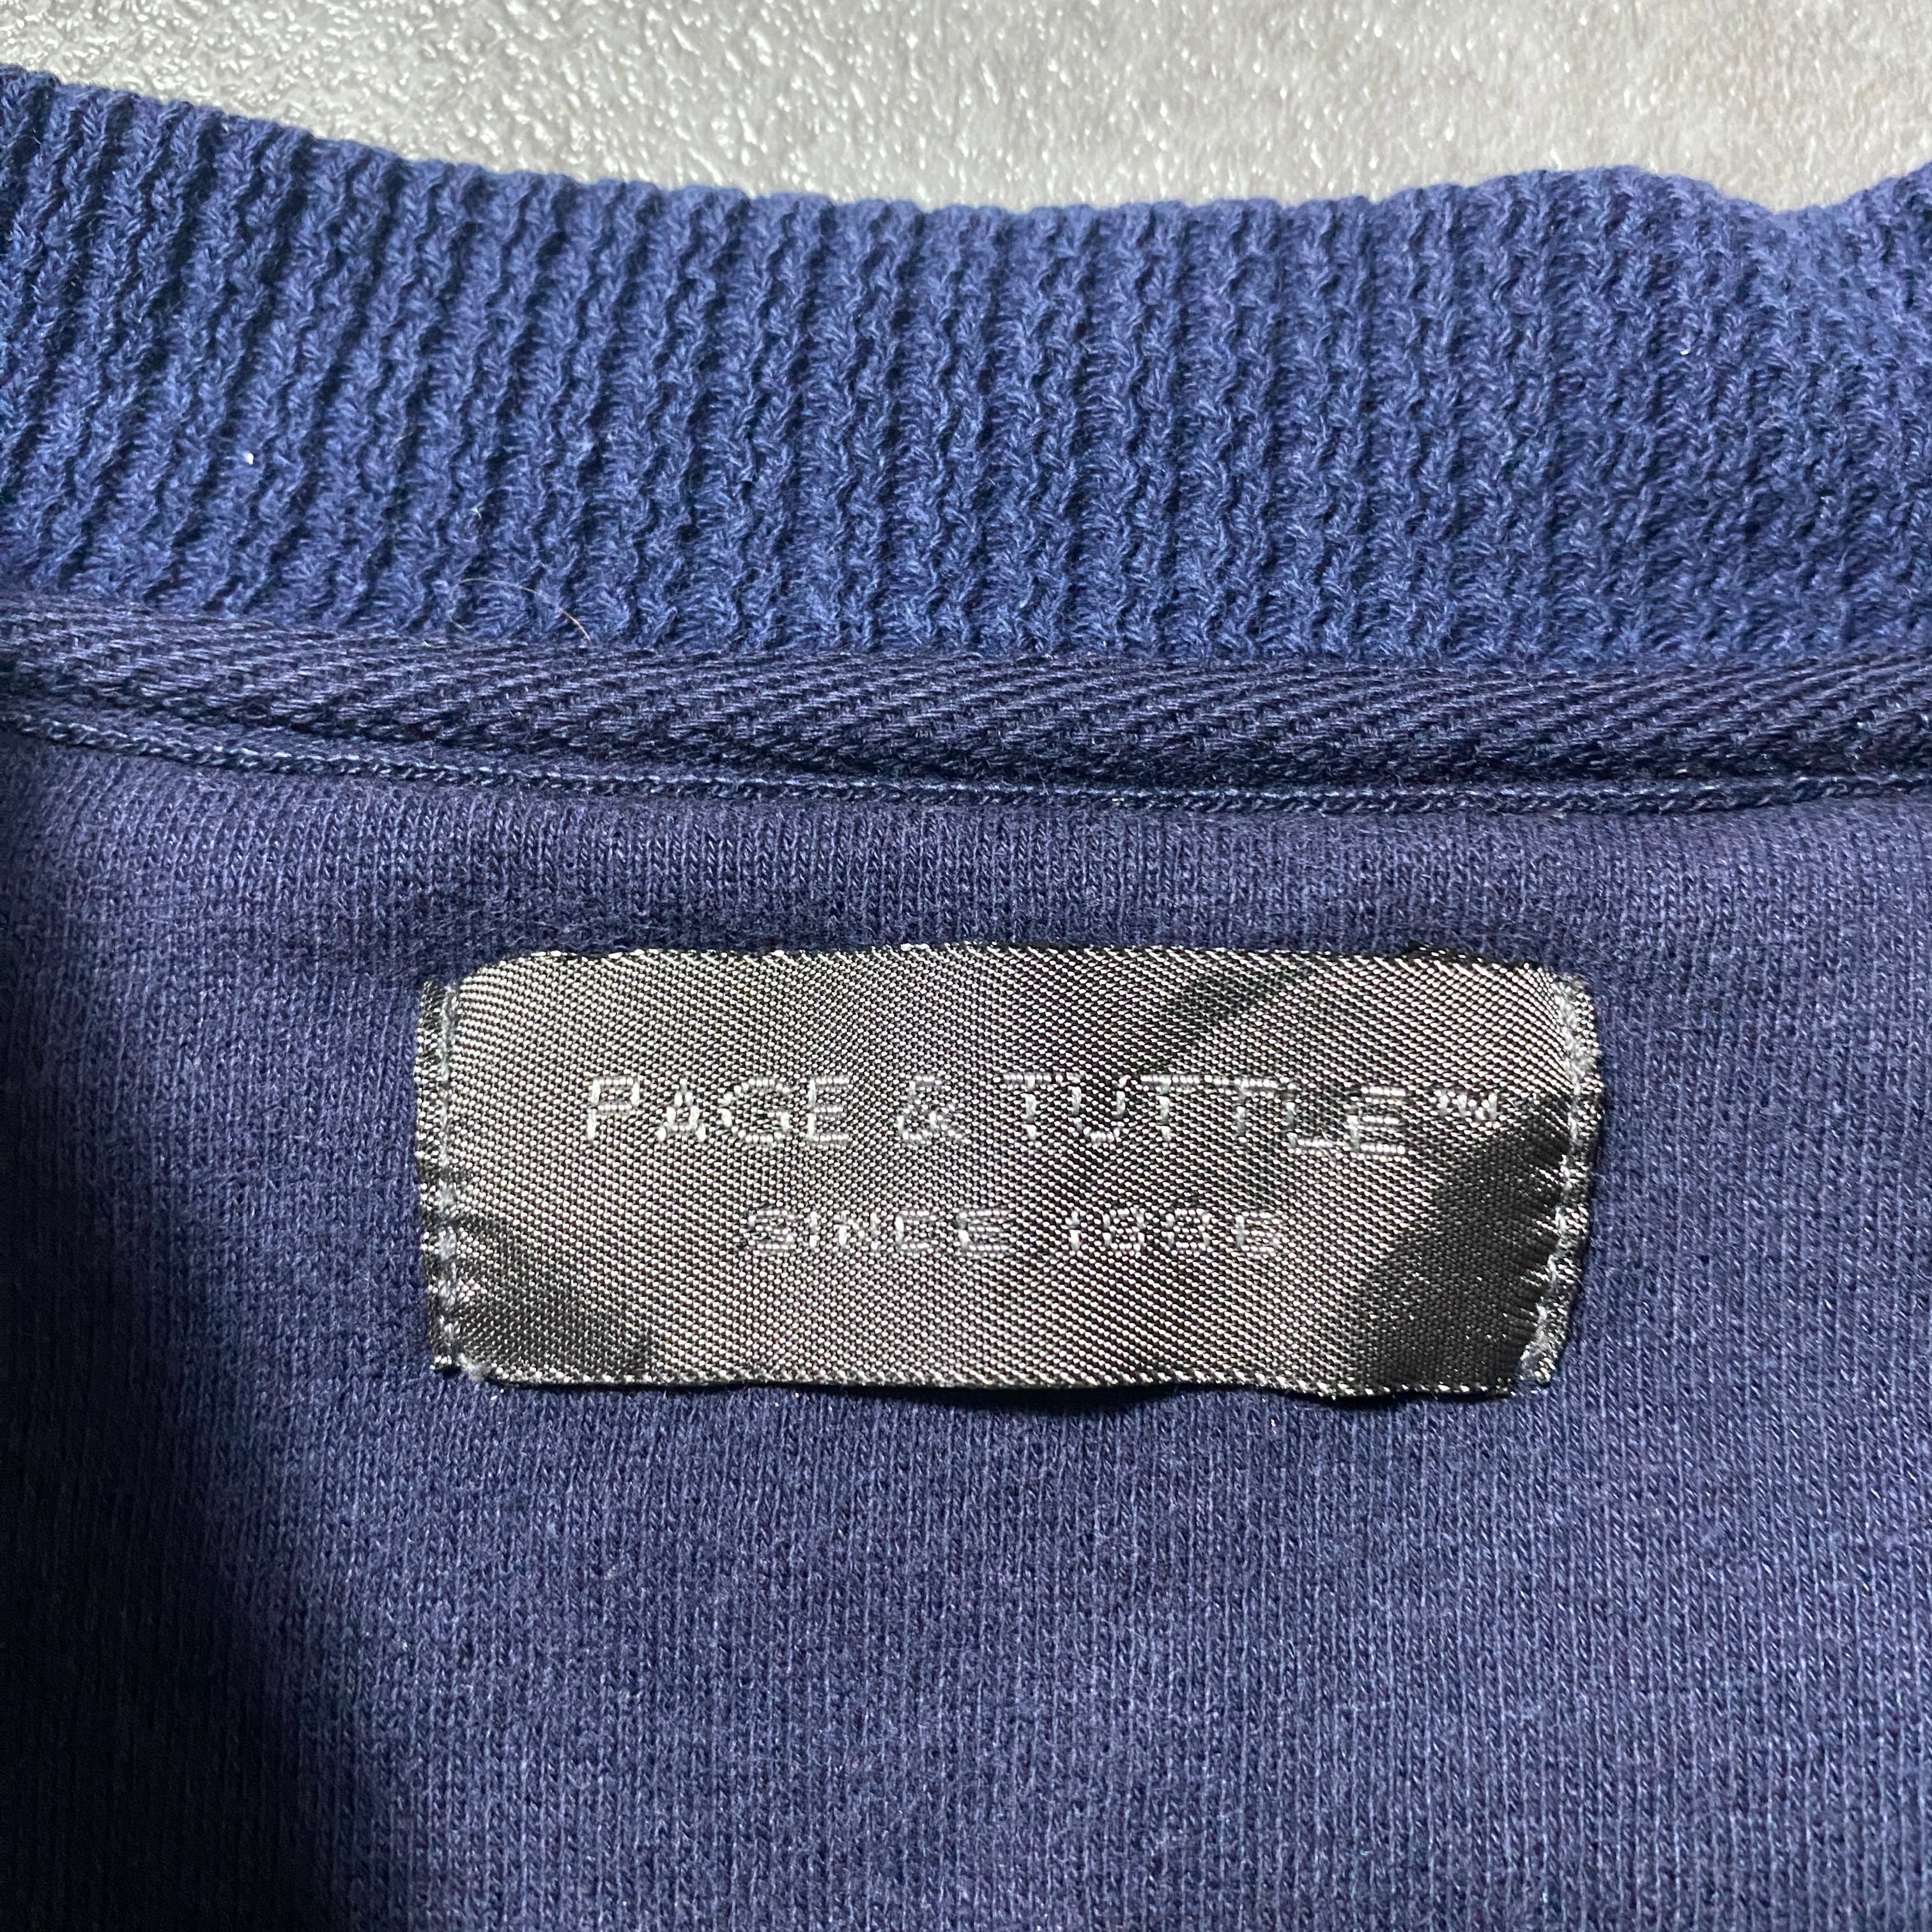 PAGE & TUTTLE™
SINCE 1936